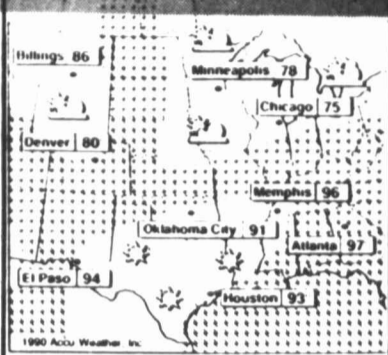 Billings 86
Minneapolis 78
Chicago 75
Denver 80
Memphis 96
Oklahoma City 91
Atlanta 97
El Paso 94
Houston 93
1990 Accu Weather, Inc.